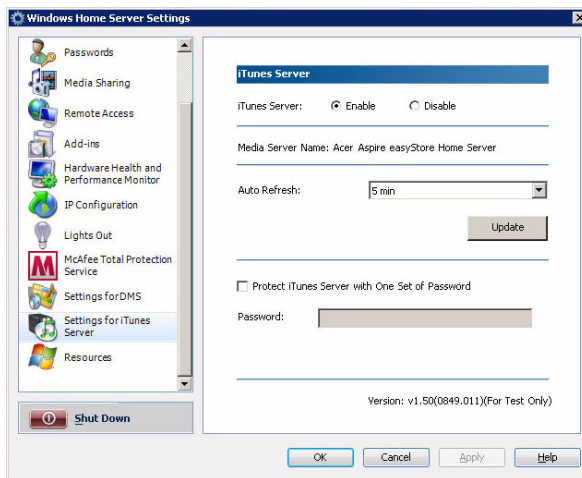 Windows Home Server Settings
Passwords
Media Sharing
Remote Access
Add-ins
Hardware Health and
Performance Monitor
IP Configuration
Lights Out
McAfee Total Protection
Service
Settings for DMS
Settings for iTunes
Server
Resources
Shut Down
iTunes Server
iTunes Server: Enable Disable
Media Server Name: Acer Aspire easyStore Home Server
Auto Refresh: 5 min
Update
Protect iTunes Server with One Set of Password
Password:
Version: v1.50(0849.011)(For Test Only)
OK Cancel Apply Help